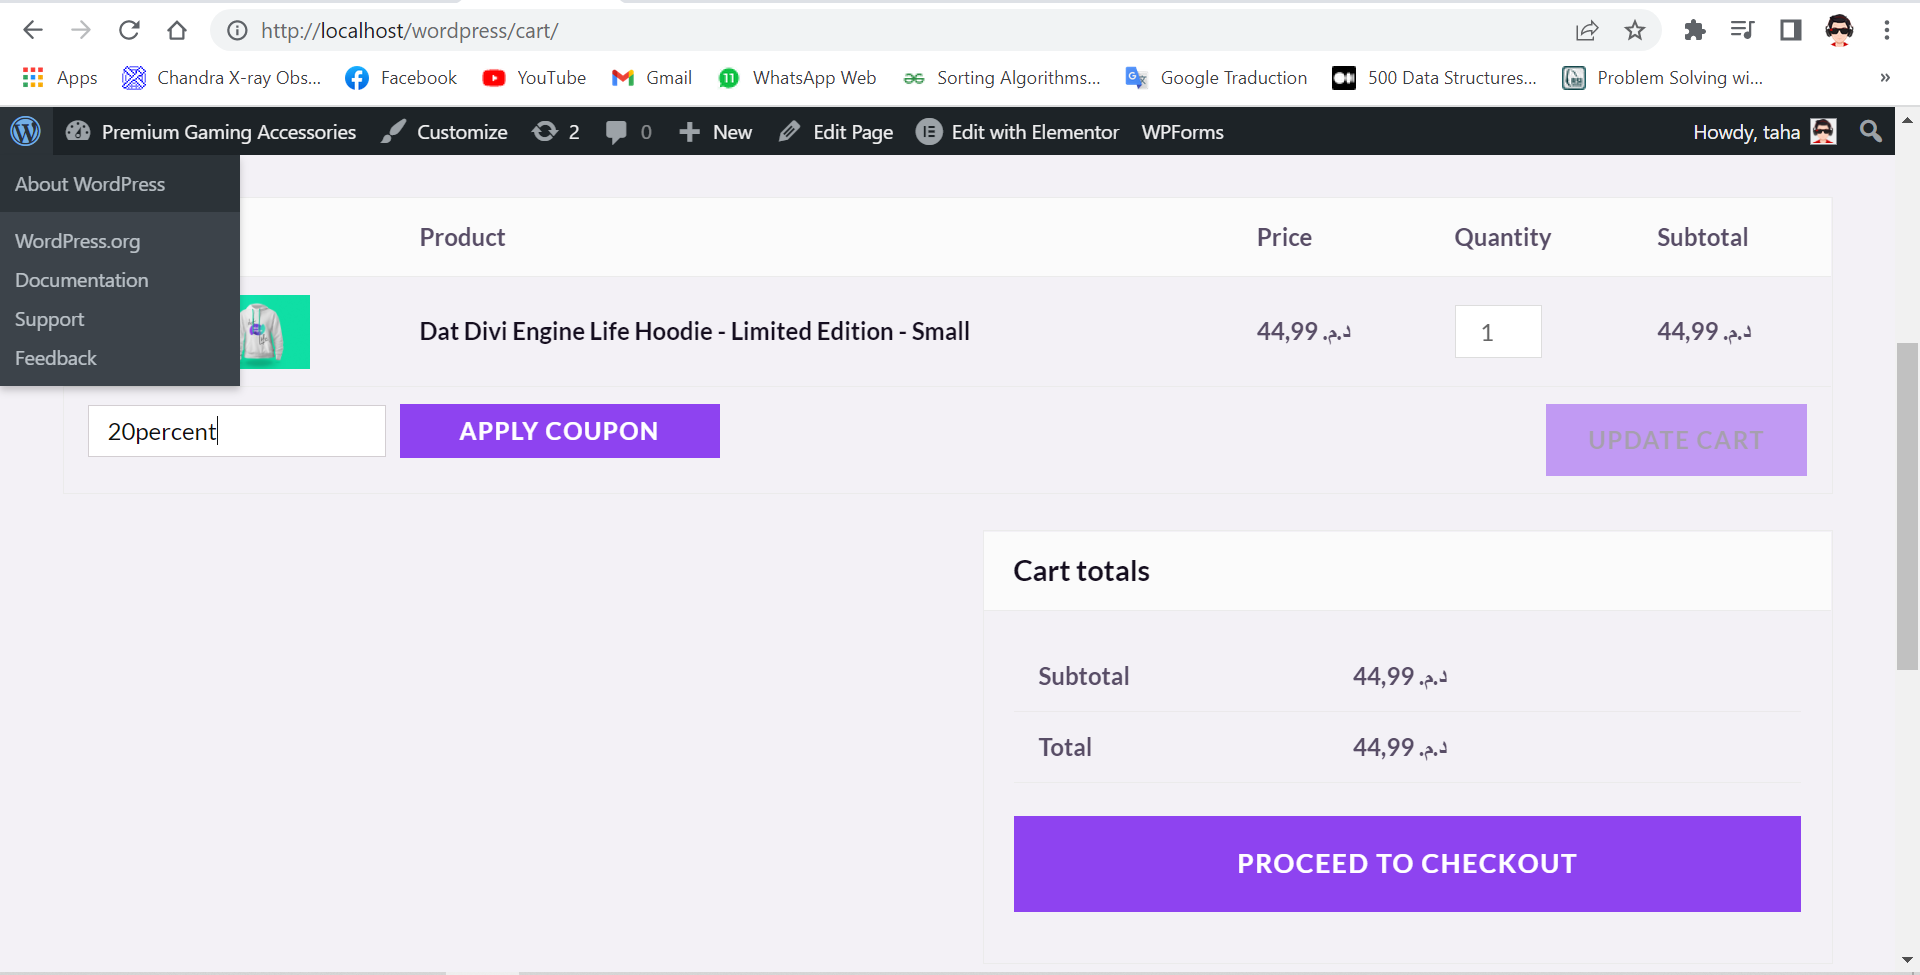 http://localhost/wordpress/cart/
Apps Chandra X-ray Obs... Facebook YouTube Gmail 11 WhatsApp Web Sorting Algorithms... Google Traduction 500 Data Structures... Problem Solving wi... »
Premium Gaming Accessories Customize 2 0 New Edit Page Edit with Elementor WPForms Howdy, taha
About WordPress
WordPress.org
Documentation
Support
Feedback
Product Price Quantity Subtotal
Dat Divi Engine Life Hoodie - Limited Edition - Small 44,99 د.م. 1 44,99 د.م.
20percent APPLY COUPON UPDATE CART
Cart totals
Subtotal 44,99 د.م.
Total 44,99 د.م.
PROCEED TO CHECKOUT